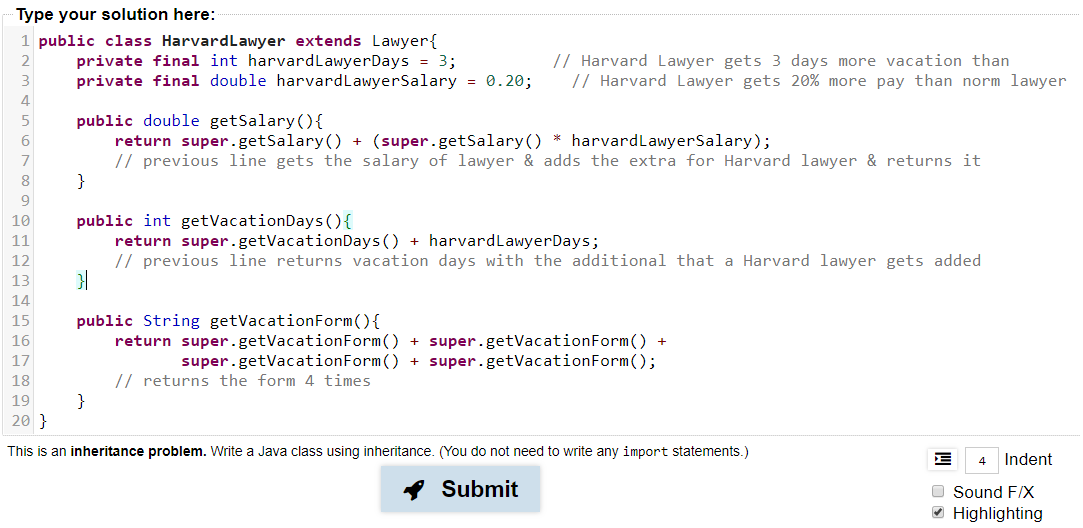 Type your solution here:
1 public class HarvardLawyer extends Lawyer{
2     private final int harvardLawyerDays = 3;          // Harvard Lawyer gets 3 days more vacation than
3     private final double harvardLawyerSalary = 0.20;    // Harvard Lawyer gets 20% more pay than norm lawyer
4
5     public double getSalary(){
6         return super.getSalary() + (super.getSalary() * harvardLawyerSalary);
7         // previous line gets the salary of lawyer & adds the extra for Harvard lawyer & returns it
8     }
9
10     public int getVacationDays(){
11         return super.getVacationDays() + harvardLawyerDays;
12         // previous line returns vacation days with the additional that a Harvard lawyer gets added
13     }
14
15     public String getVacationForm(){
16         return super.getVacationForm() + super.getVacationForm() +
17                super.getVacationForm() + super.getVacationForm();
18         // returns the form 4 times
19     }
20 }
This is an inheritance problem. Write a Java class using inheritance. (You do not need to write any import statements.)
4 Indent
Submit
Sound F/X
Highlighting